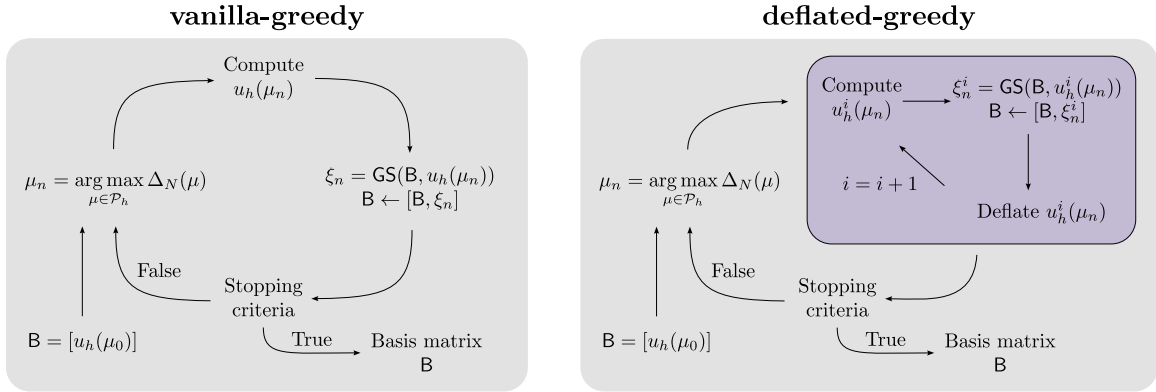 vanilla-greedy
Compute
u_h(μ_n)
μ_n = arg max Δ_N(μ)
μ∈𝒫_h
ξ_n = GS(B, u_h(μ_n))
B ← [B, ξ_n]
False
Stopping
criteria
B = [u_h(μ_0)]
True
Basis matrix
B
deflated-greedy
Compute
u_h^i(μ_n)
ξ_n^i = GS(B, u_h^i(μ_n))
B ← [B, ξ_n^i]
μ_n = arg max Δ_N(μ)
μ∈𝒫_h
i = i + 1
Deflate u_h^i(μ_n)
False
Stopping
criteria
B = [u_h(μ_0)]
True
Basis matrix
B